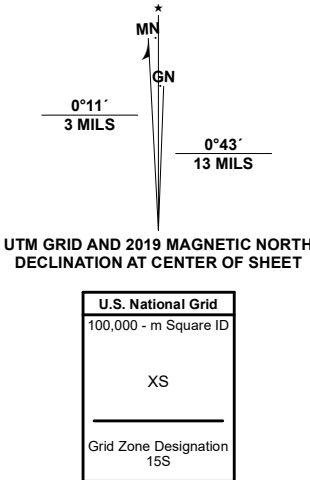 ★
MN
GN
0°11´
3 MILS
0°43´
13 MILS
UTM GRID AND 2019 MAGNETIC NORTH
DECLINATION AT CENTER OF SHEET
U.S. National Grid
100,000 - m Square ID
XS
Grid Zone Designation
15S